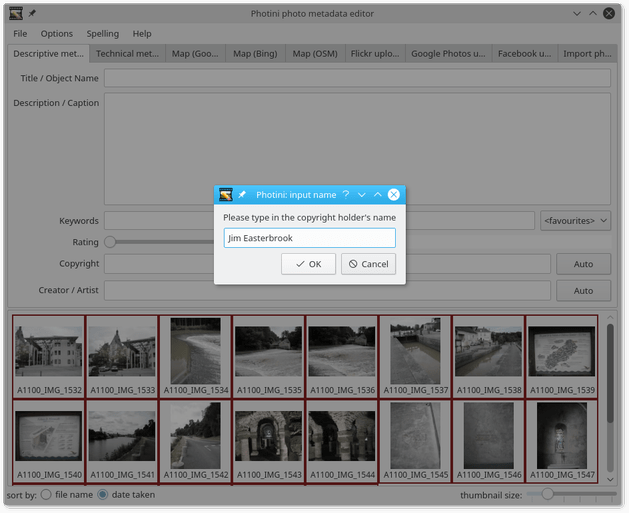 Photini photo metadata editor
File Options Spelling Help
Descriptive met... Technical met... Map (Goo... Map (Bing) Map (OSM) Flickr uplo... Google Photos u... Facebook u... Import ph...
Title / Object Name
Description / Caption
Photini: input name ?
Please type in the copyright holder's name
Jim Easterbrook
OK Cancel
Keywords <favourites>
Rating
Copyright Auto
Creator / Artist Auto
A1100_IMG_1532 A1100_IMG_1533 A1100_IMG_1534 A1100_IMG_1535 A1100_IMG_1536 A1100_IMG_1537 A1100_IMG_1538 A1100_IMG_1539
A1100_IMG_1540 A1100_IMG_1541 A1100_IMG_1542 A1100_IMG_1543 A1100_IMG_1544 A1100_IMG_1545 A1100_IMG_1546 A1100_IMG_1547
sort by: file name date taken thumbnail size: